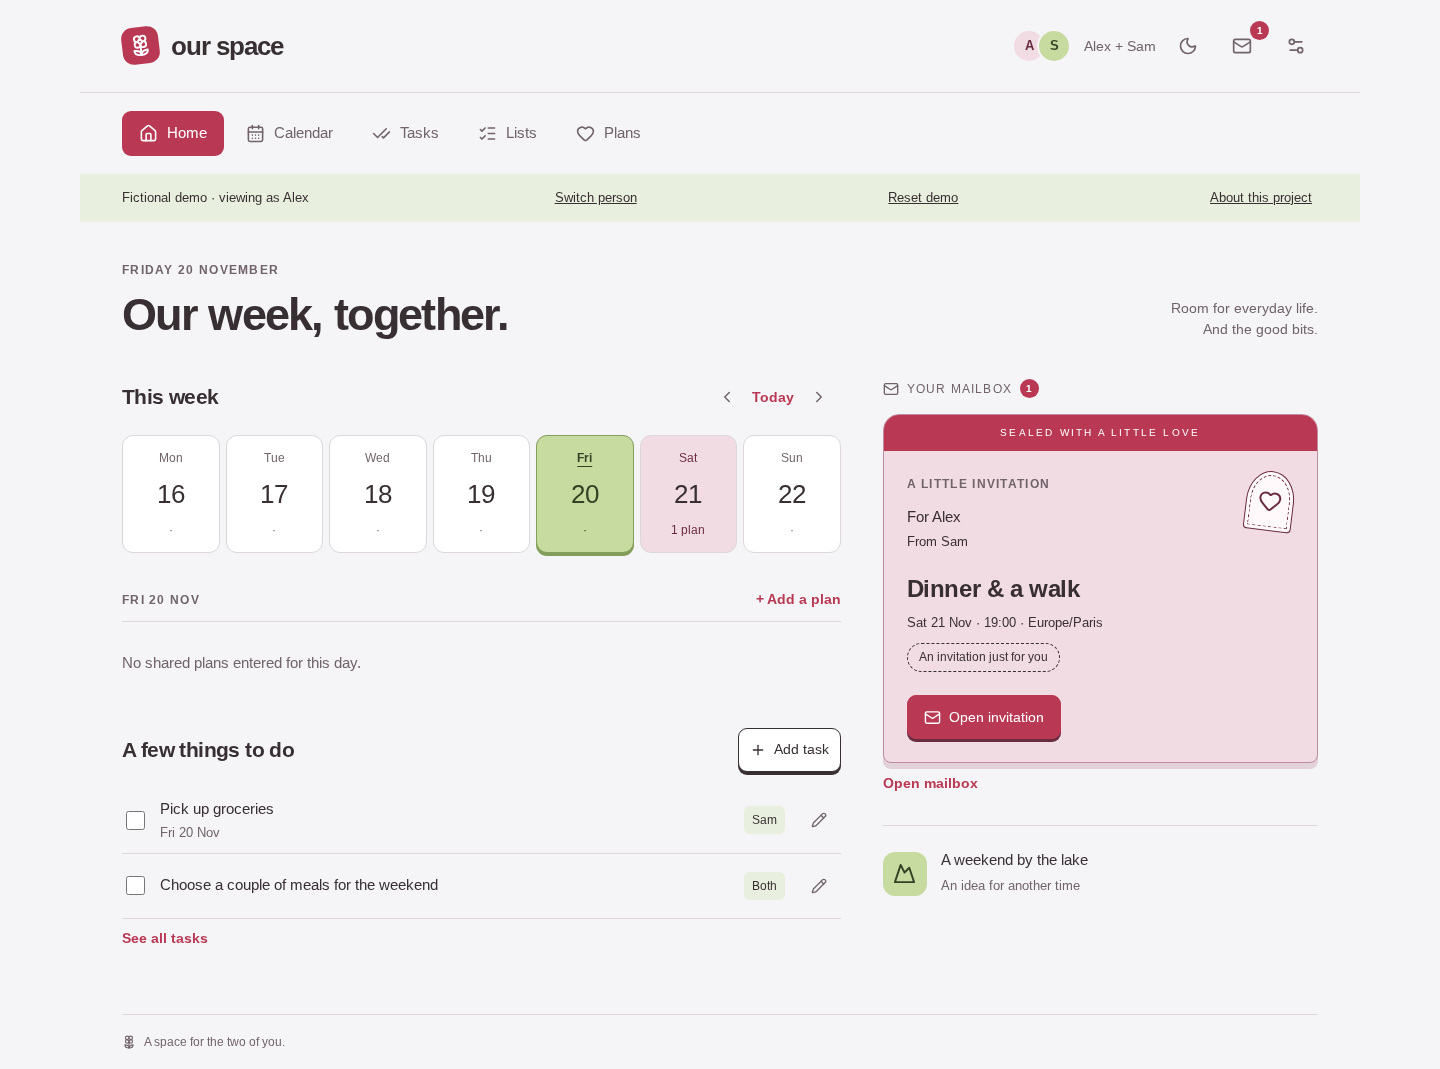 our space
A S Alex + Sam 1
Home Calendar Tasks Lists Plans
Fictional demo · viewing as Alex Switch person Reset demo About this project
FRIDAY 20 NOVEMBER
Our week, together.
Room for everyday life.
And the good bits.
This week Today
Mon Tue Wed Thu Fri Sat Sun
16 17 18 19 20 21 22
· · · · · 1 plan ·
FRI 20 NOV + Add a plan
No shared plans entered for this day.
A few things to do Add task
Pick up groceries
Fri 20 Nov
Sam
Choose a couple of meals for the weekend Both
See all tasks
YOUR MAILBOX 1
SEALED WITH A LITTLE LOVE
A LITTLE INVITATION
For Alex
From Sam
Dinner & a walk
Sat 21 Nov · 19:00 · Europe/Paris
An invitation just for you
Open invitation
Open mailbox
A weekend by the lake
An idea for another time
A space for the two of you.